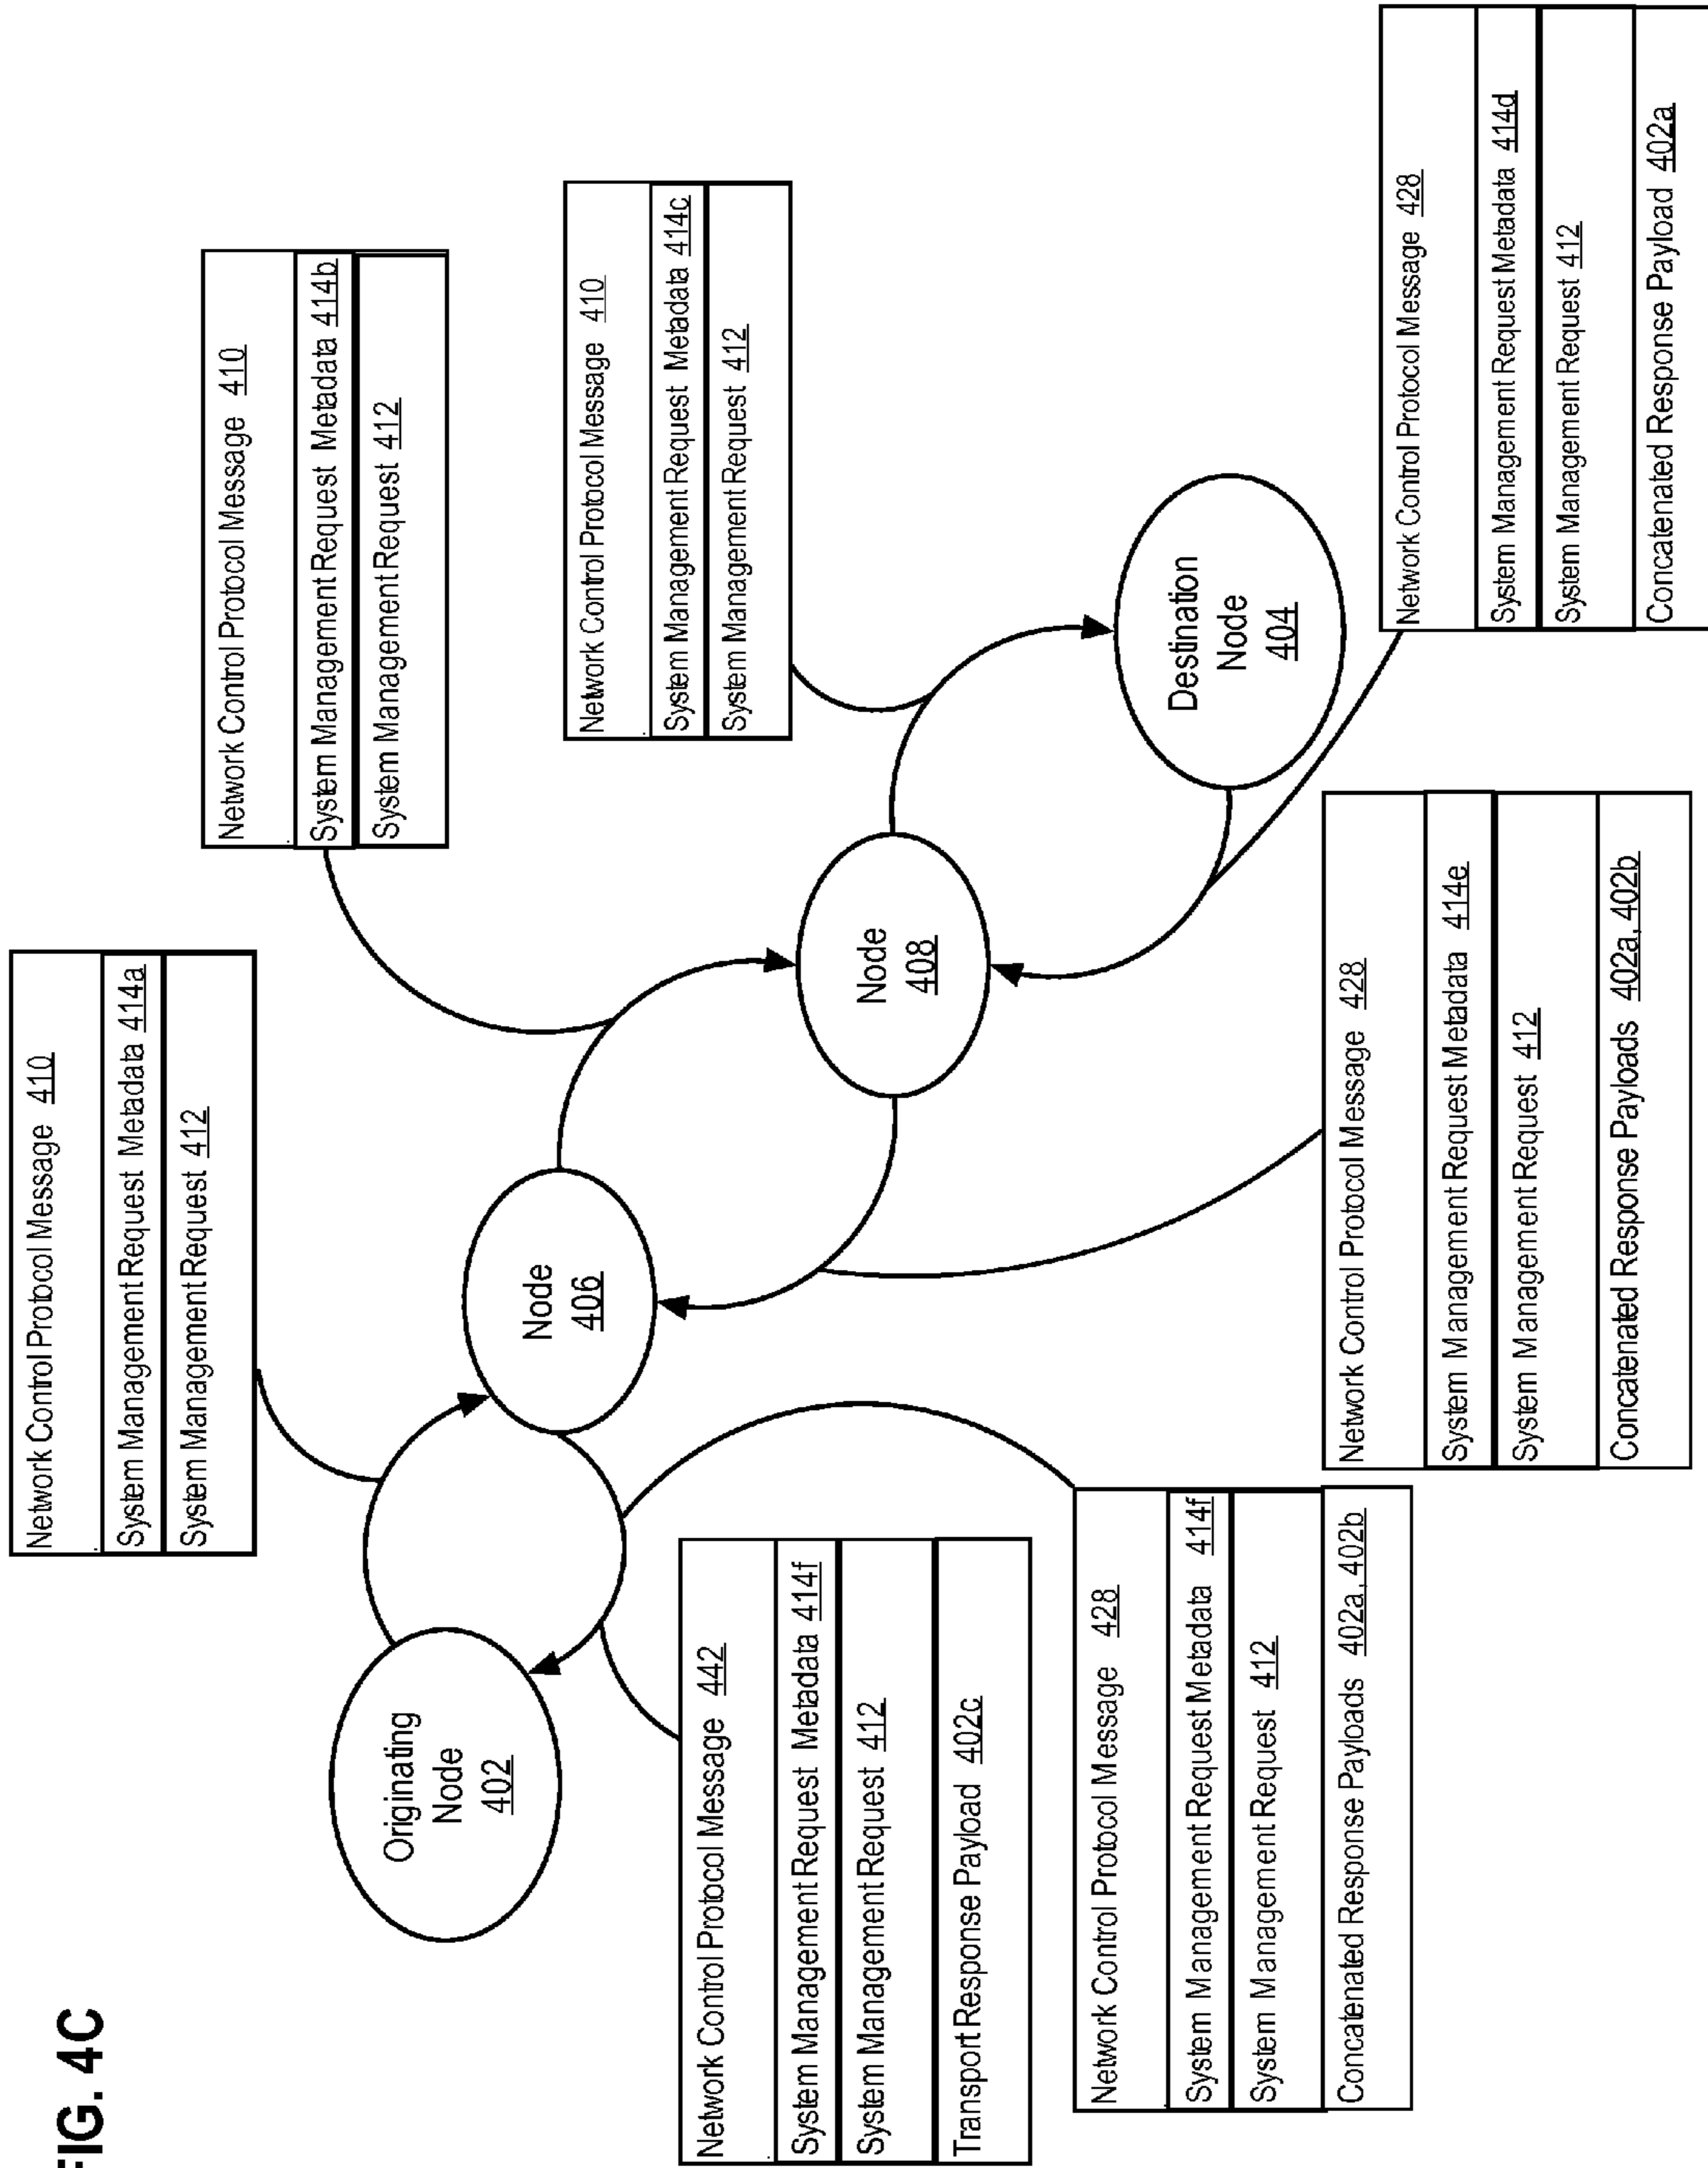 FIG. 4C
Network Control Protocol Message 410
System Management Request Metadata 414a
System Management Request 412
Network Control Protocol Message 410
System Management Request Metadata 414b
System Management Request 412
Network Control Protocol Message 410
System Management Request Metadata 414c
System Management Request 412
Originating
Node
402
Node
406
Node
408
Destination
Node
404
Network Control Protocol Message 442
System Management Request Metadata 414f
System Management Request 412
Transport Response Payload 402c
Network Control Protocol Message 428
System Management Request Metadata 414f
System Management Request 412
Concatenated Response Payloads 402a, 402b
Network Control Protocol Message 428
System Management Request Metadata 414e
System Management Request 412
Concatenated Response Payloads 402a, 402b
Network Control Protocol Message 428
System Management Request Metadata 414d
System Management Request 412
Concatenated Response Payload 402a